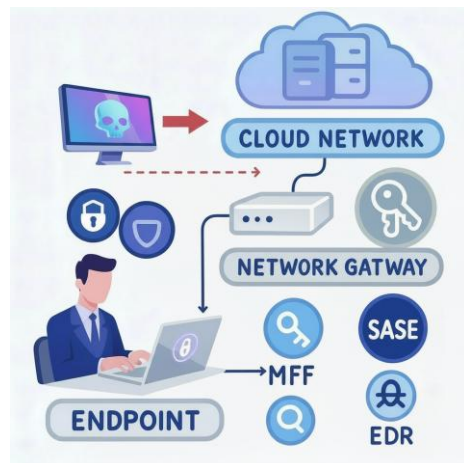 CLOUD NETWORK
NETWORK GATWAY
SASE
MFF
ENDPOINT
EDR